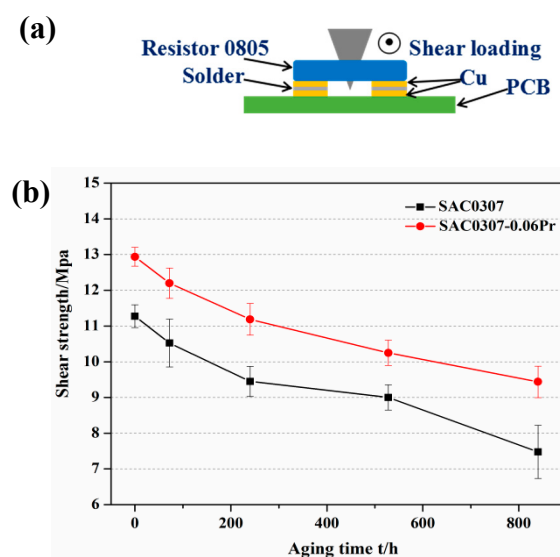 (a)
Resistor 0805
Shear loading
Solder
Cu
PCB
(b)
15
14
13
12
11
10
9
8
7
6
SAC0307
SAC0307-0.06Pr
Shear strength/Mpa
0
200
400
600
800
Aging time t/h